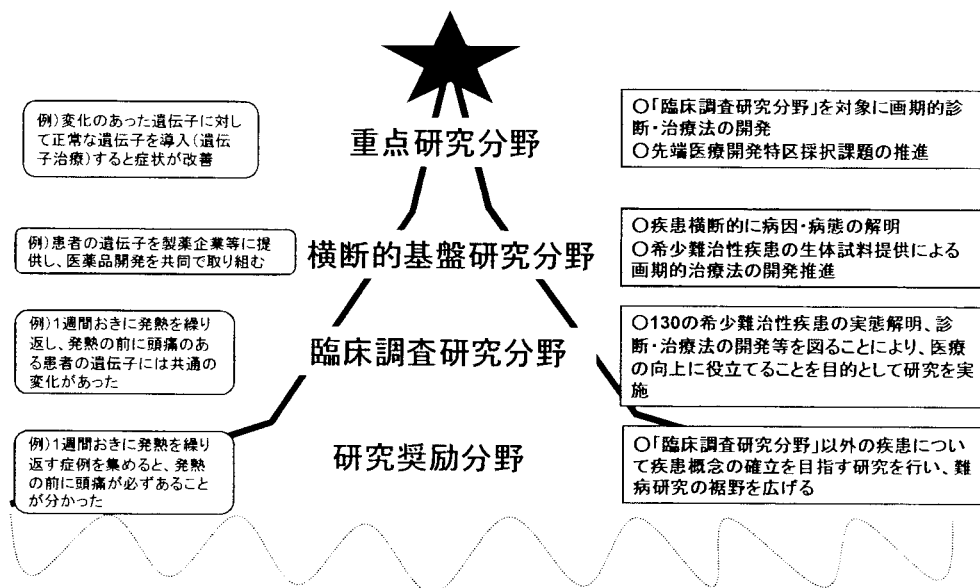 例)変化のあった遺伝子に対し
て正常な遺伝子を導入(遺伝
子治療)すると症状が改善
重点研究分野
○「臨床調査研究分野」を対象に画期的診
断・治療法の開発
○先端医療開発特区採択課題の推進
例)患者の遺伝子を製薬企業等に提
供し、医薬品開発を共同で取り組む
横断的基盤研究分野
○疾患横断的に病因・病態の解明
○希少難治性疾患の生体試料提供による
画期的治療法の開発推進
例)1週間おきに発熱を繰り
返し、発熱の前に頭痛のあ
る患者の遺伝子には共通の
変化があった
臨床調査研究分野
○130の希少難治性疾患の実態解明、診
断・治療法の開発等を図ることにより、医療
の向上に役立てることを目的として研究を実
施
例)1週間おきに発熱を繰り
返す症例を集めると、発熱
の前に頭痛が必ずあること
が分かった
研究奨励分野
○「臨床調査研究分野」以外の疾患につい
て疾患概念の確立を目指す研究を行い、難
病研究の裾野を広げる